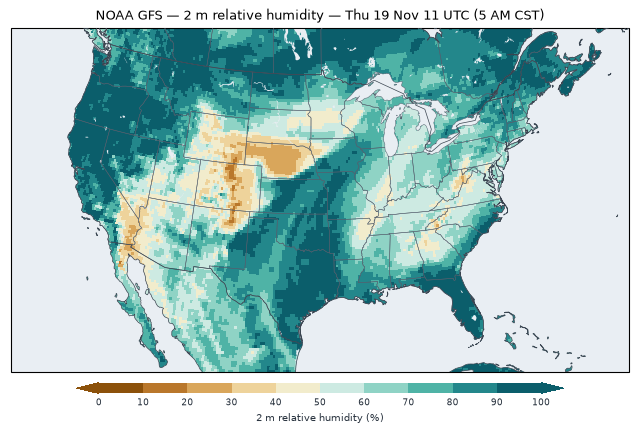 NOAA GFS — 2 m relative humidity — Thu 19 Nov 11 UTC (5 AM CST)
0 10 20 30 40 50 60 70 80 90 100
2 m relative humidity (%)